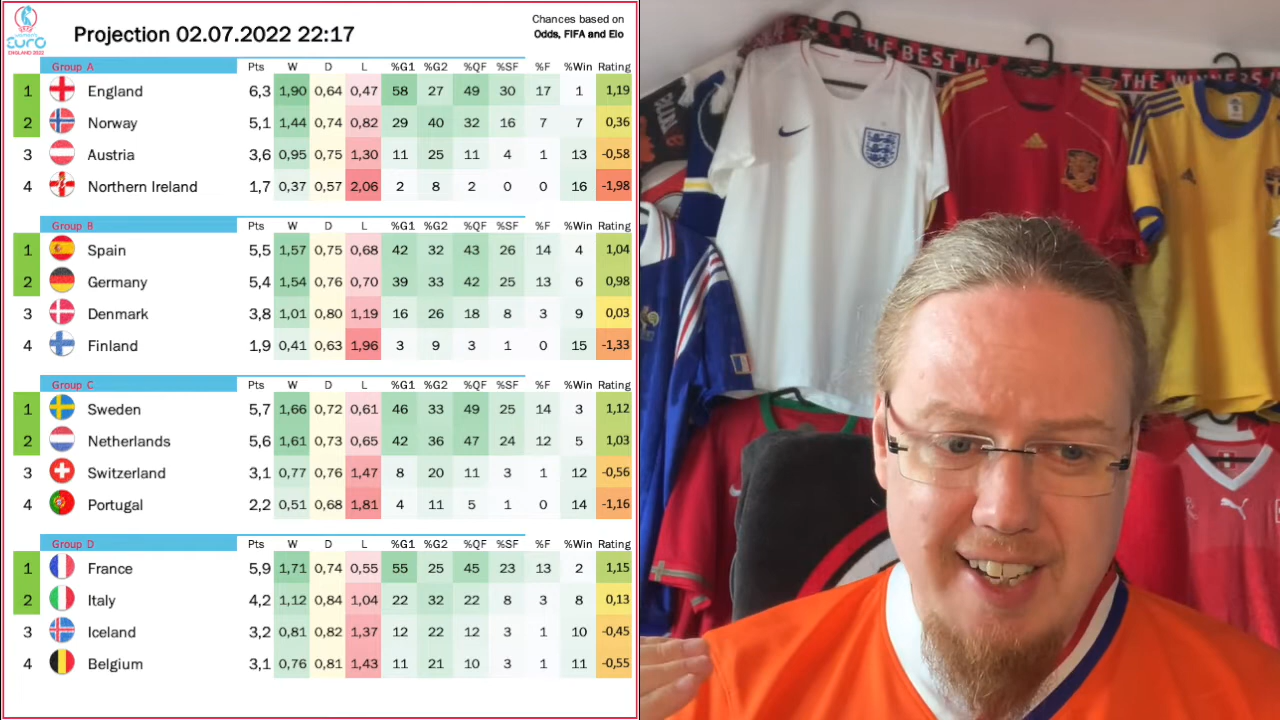 UEFA
WOMEN'S
EURO
ENGLAND 2022
Projection 02.07.2022 22:17
Chances based on
Odds, FIFA and Elo
Group A Pts W D L %G1 %G2 %QF %SF %F %Win Rating
1 England 6,3 1,90 0,64 0,47 58 27 49 30 17 1 1,19
2 Norway 5,1 1,44 0,74 0,82 29 40 32 16 7 7 0,36
3 Austria 3,6 0,95 0,75 1,30 11 25 11 4 1 13 -0,58
4 Northern Ireland 1,7 0,37 0,57 2,06 2 8 2 0 0 16 -1,98
Group B Pts W D L %G1 %G2 %QF %SF %F %Win Rating
1 Spain 5,5 1,57 0,75 0,68 42 32 43 26 14 4 1,04
2 Germany 5,4 1,54 0,76 0,70 39 33 42 25 13 6 0,98
3 Denmark 3,8 1,01 0,80 1,19 16 26 18 8 3 9 0,03
4 Finland 1,9 0,41 0,63 1,96 3 9 3 1 0 15 -1,33
Group C Pts W D L %G1 %G2 %QF %SF %F %Win Rating
1 Sweden 5,7 1,66 0,72 0,61 46 33 49 25 14 3 1,12
2 Netherlands 5,6 1,61 0,73 0,65 42 36 47 24 12 5 1,03
3 Switzerland 3,1 0,77 0,76 1,47 8 20 11 3 1 12 -0,56
4 Portugal 2,2 0,51 0,68 1,81 4 11 5 1 0 14 -1,16
Group D Pts W D L %G1 %G2 %QF %SF %F %Win Rating
1 France 5,9 1,71 0,74 0,55 55 25 45 23 13 2 1,15
2 Italy 4,2 1,12 0,84 1,04 22 32 22 8 3 8 0,13
3 Iceland 3,2 0,81 0,82 1,37 12 22 12 3 1 10 -0,45
4 Belgium 3,1 0,76 0,81 1,43 11 21 10 3 1 11 -0,55
HE BEST
THE WINNERS